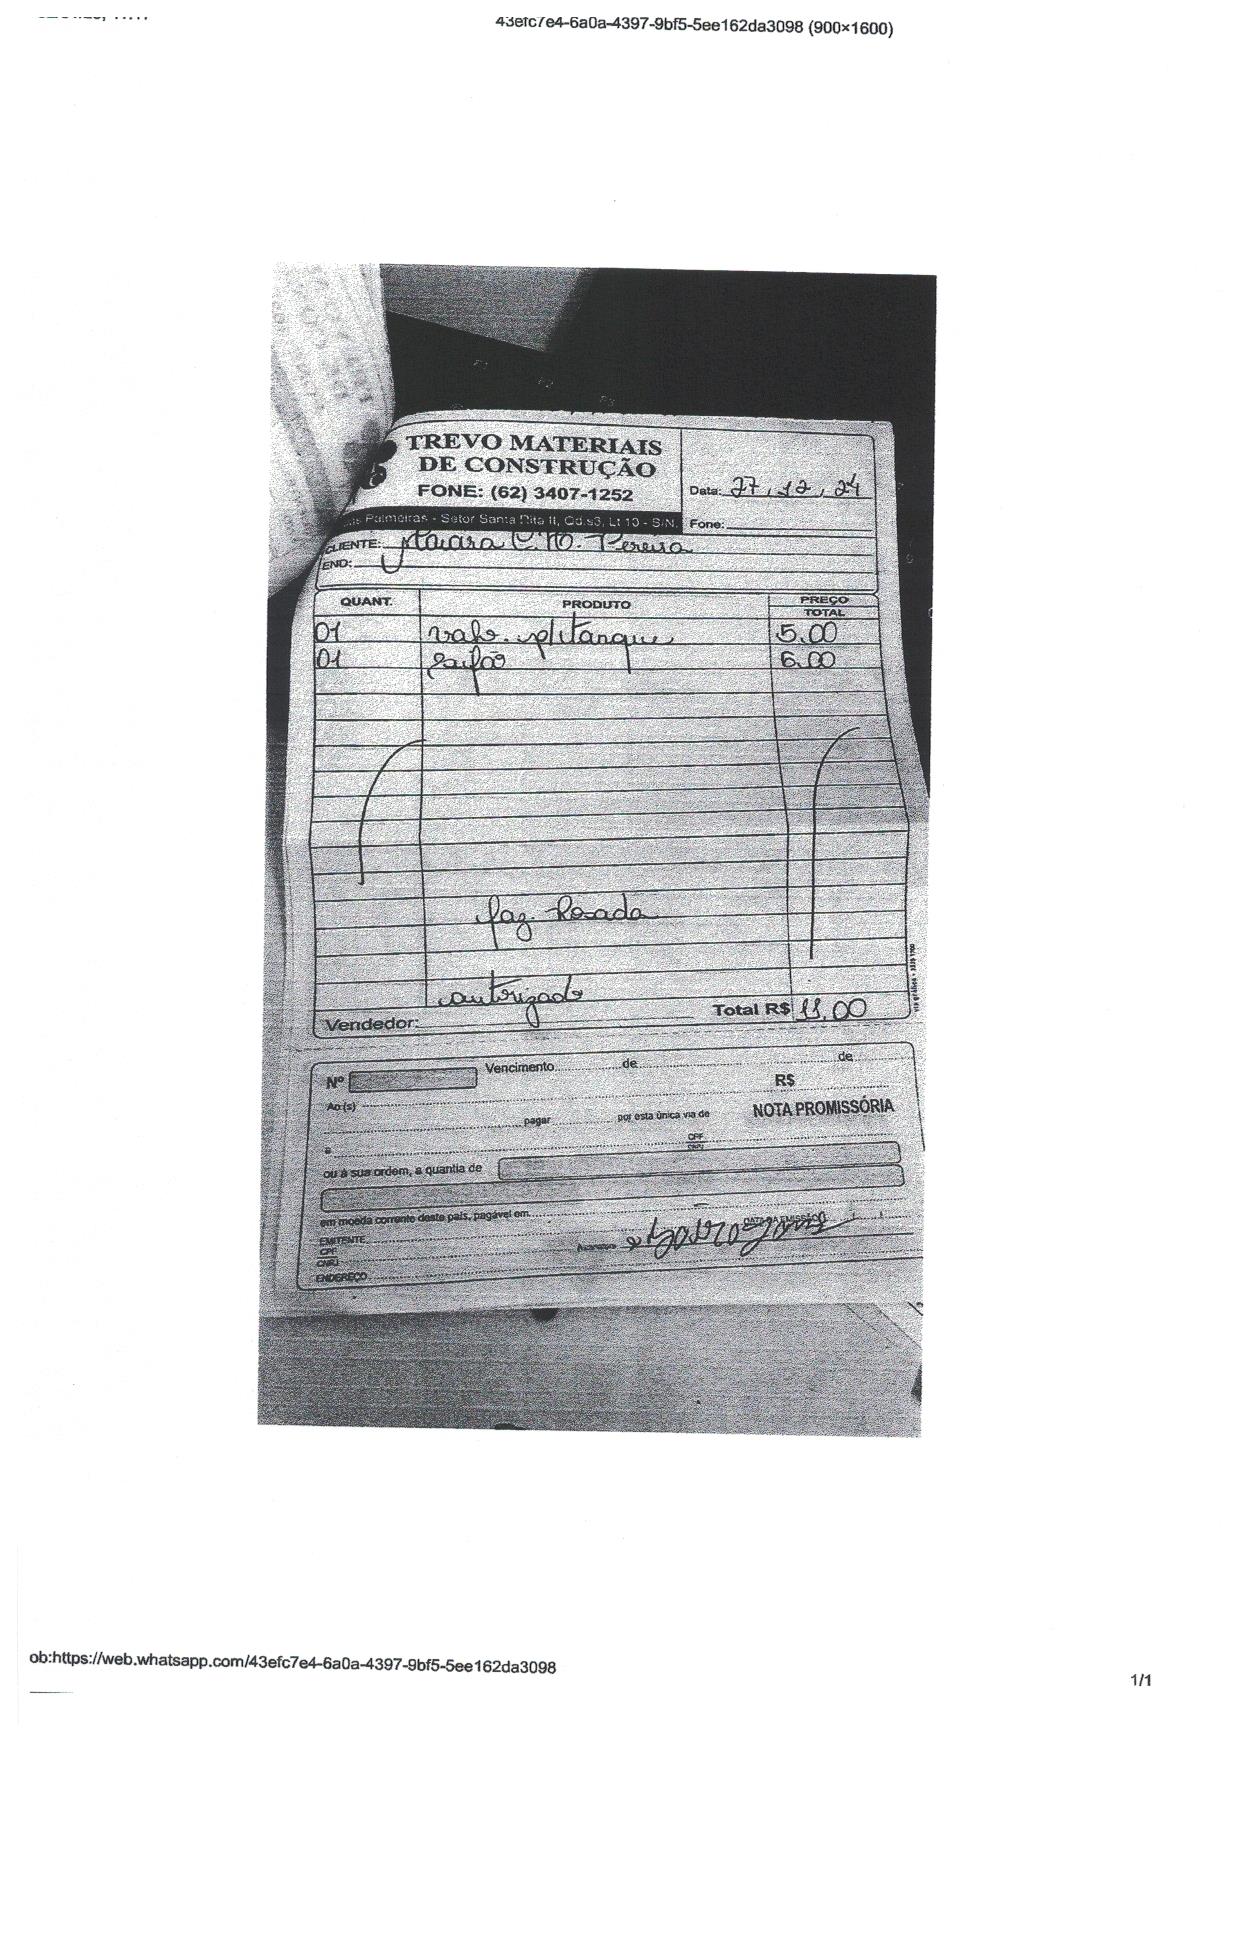 43efc7e4-6a0a-4397-9bf5-5ee162da3098 (900×1600)
TREVO MATERIAIS
DE CONSTRUÇÃO
FONE: (62) 3407-1252
Palmeiras - Setor Santa Rita II, Qd.s3, Lt 10 - S/N.
Data: 27, 12, 24
Fone:
CLIENTE: Pereira
END:
QUANT. PRODUTO PREÇO TOTAL
01 valv. p/ tanque 5.00
01 sifão 6.00
faz. Rosada
autorizado
Vendedor: Total R$ 11.00
Nº Vencimento de de
R$
Ao(s)
pagar por esta única via de NOTA PROMISSÓRIA
a CPF CNPJ
ou à sua ordem, a quantia de
em moeda corrente deste país, pagável em
DATA DA EMISSÃO
EMITENTE
CPF
CNPJ
ENDEREÇO
ob:https://web.whatsapp.com/43efc7e4-6a0a-4397-9bf5-5ee162da3098
1/1